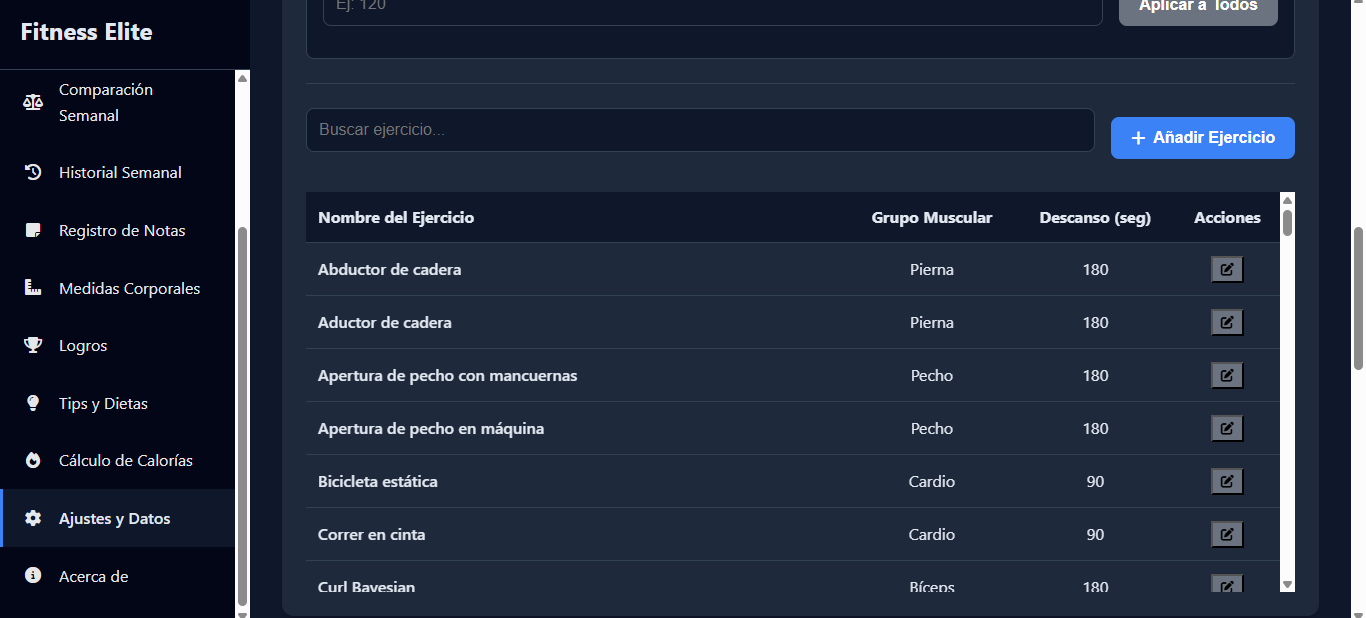 Fitness Elite
Comparación
Semanal
Historial Semanal
Registro de Notas
Medidas Corporales
Logros
Tips y Dietas
Cálculo de Calorías
Ajustes y Datos
Acerca de
Ej: 120
Aplicar a Todos
Buscar ejercicio...
+ Añadir Ejercicio
Nombre del Ejercicio Grupo Muscular Descanso (seg) Acciones
Abductor de cadera Pierna 180
Aductor de cadera Pierna 180
Apertura de pecho con mancuernas Pecho 180
Apertura de pecho en máquina Pecho 180
Bicicleta estática Cardio 90
Correr en cinta Cardio 90
Curl Bayesian Bíceps 180